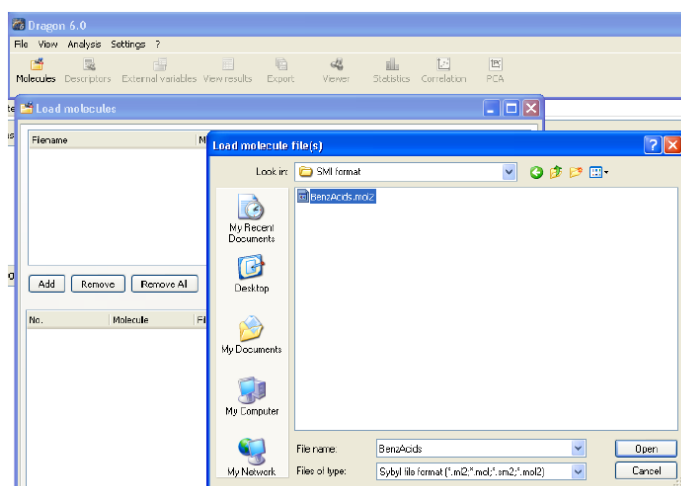 Dragon 6.0
File View Analysis Settings ?
Molecules Descriptors External variables View results Export Viewer Statistics Correlation PCA
Load molecules
Filename
Load molecule file(s)
Look in: SMI format
BenzAcids.mol2
My Recent Documents
Desktop
Add Remove Remove All
No. Molecule
My Documents
My Computer
My Network
File name: BenzAcids Open
Files of type: Sybyl file format (*.ml2;*.mol;*.sm2;*.mol2) Cancel